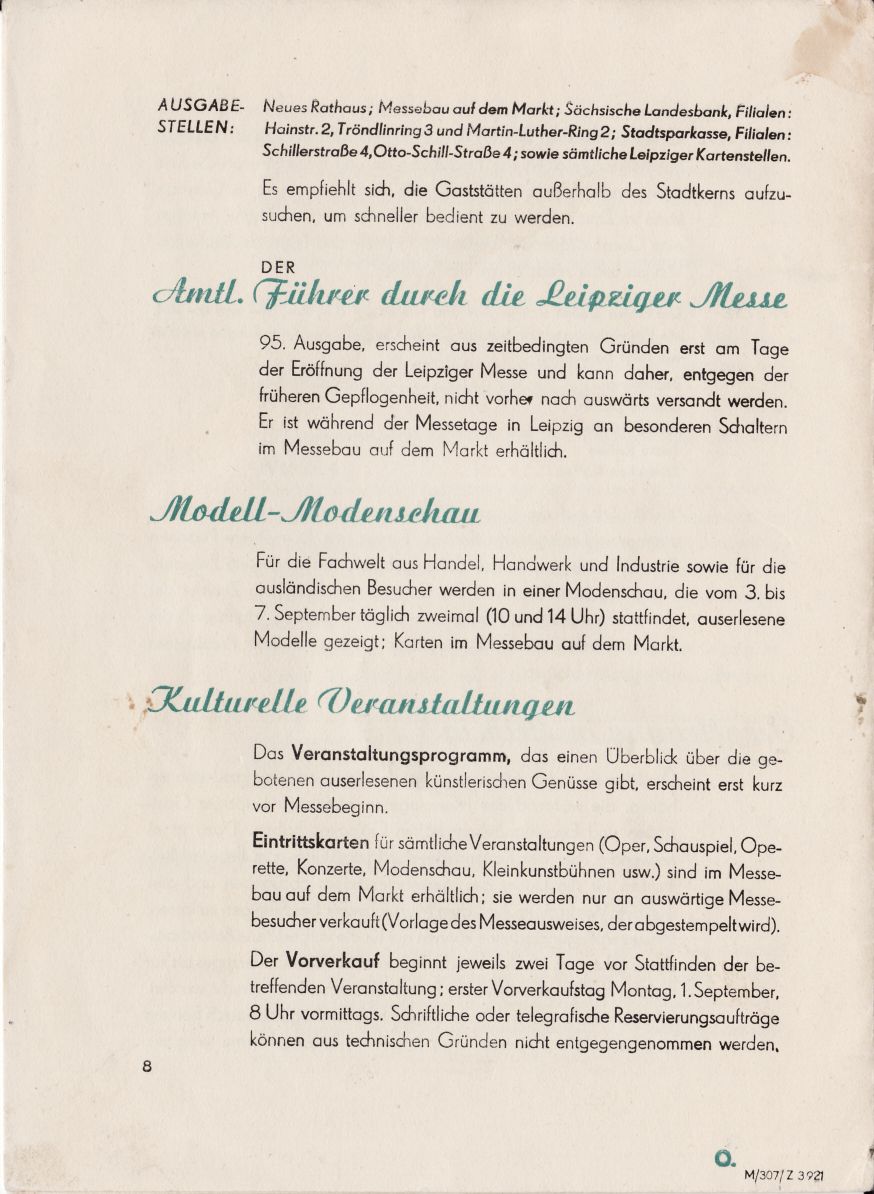 AUSGABE- Neues Rathaus; Messebau auf dem Markt; Sächsische Landesbank, Filialen:
STELLEN: Hainstr. 2, Tröndlinring 3 und Martin-Luther-Ring 2; Stadtsparkasse, Filialen:
Schillerstraße 4, Otto-Schill-Straße 4; sowie sämtliche Leipziger Kartenstellen.
Es empfiehlt sich, die Gaststätten außerhalb des Stadtkerns aufzu-
suchen, um schneller bedient zu werden.
DER
Amtl. Führer durch die Leipziger Messe
95. Ausgabe, erscheint aus zeitbedingten Gründen erst am Tage
der Eröffnung der Leipziger Messe und kann daher, entgegen der
früheren Gepflogenheit, nicht vorher nach auswärts versandt werden.
Er ist während der Messetage in Leipzig an besonderen Schaltern
im Messebau auf dem Markt erhältlich.
Modell-Modenschau
Für die Fachwelt aus Handel, Handwerk und Industrie sowie für die
ausländischen Besucher werden in einer Modenschau, die vom 3. bis
7. September täglich zweimal (10 und 14 Uhr) stattfindet, auserlesene
Modelle gezeigt; Karten im Messebau auf dem Markt.
Kulturelle Veranstaltungen
Das Veranstaltungsprogramm, das einen Überblick über die ge-
botenen auserlesenen künstlerischen Genüsse gibt, erscheint erst kurz
vor Messebeginn.
Eintrittskarten für sämtliche Veranstaltungen (Oper, Schauspiel, Ope-
rette, Konzerte, Modenschau, Kleinkunstbühnen usw.) sind im Messe-
bau auf dem Markt erhältlich; sie werden nur an auswärtige Messe-
besucher verkauft (Vorlage des Messeausweises, der abgestempelt wird).
Der Vorverkauf beginnt jeweils zwei Tage vor Stattfinden der be-
treffenden Veranstaltung; erster Vorverkaufstag Montag, 1. September,
8 Uhr vormittags. Schriftliche oder telegrafische Reservierungsaufträge
können aus technischen Gründen nicht entgegengenommen werden.
8
O.
M/307/Z 3921